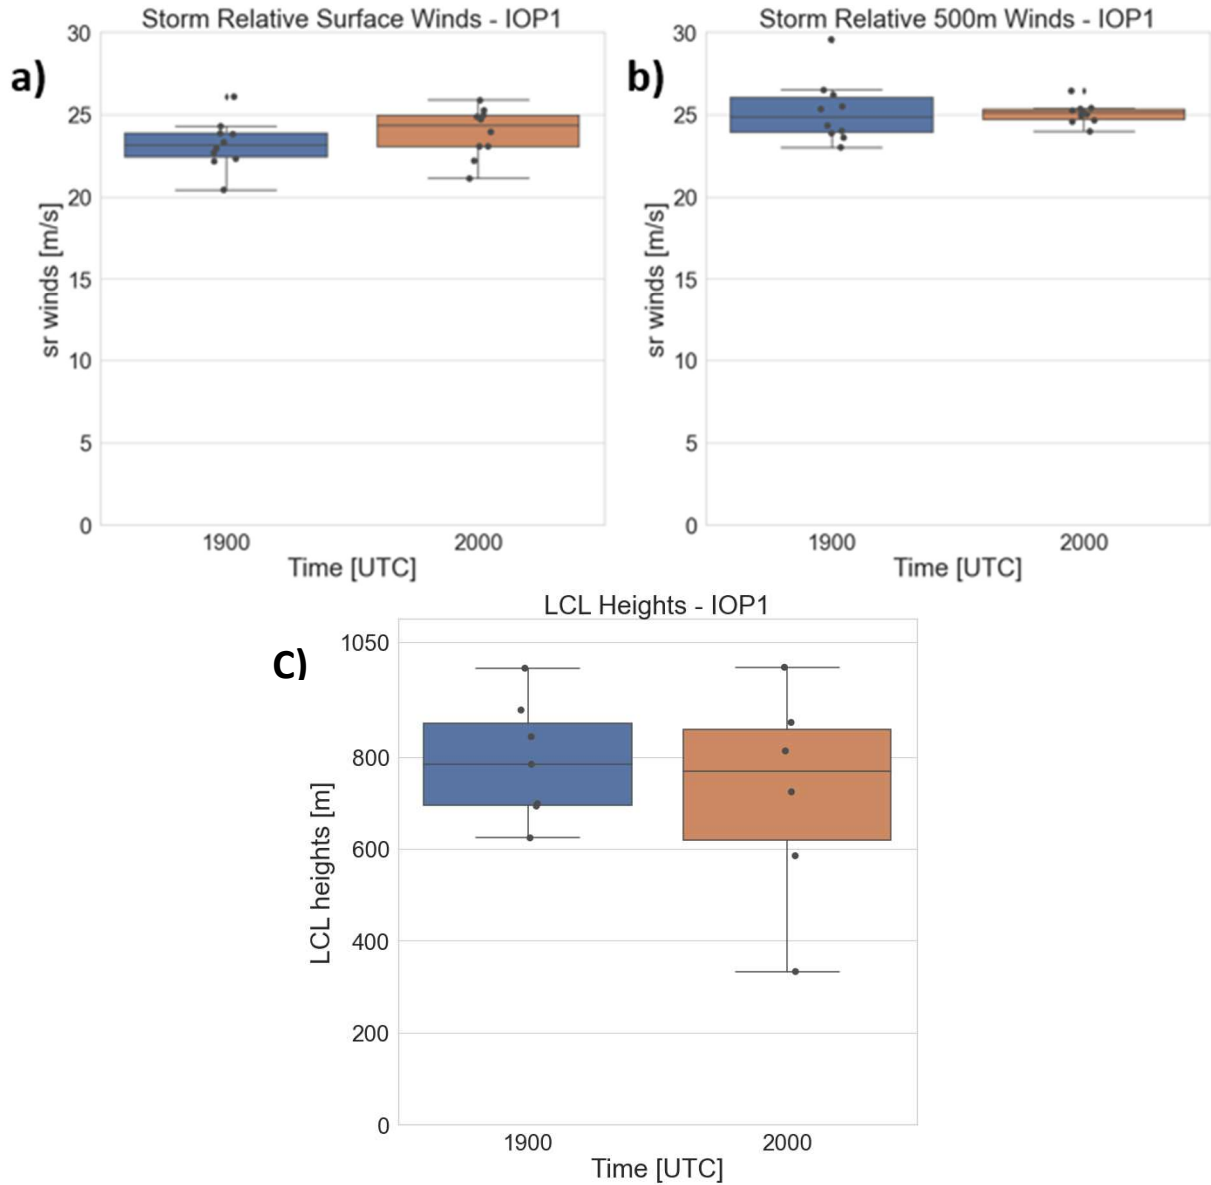 Storm Relative Surface Winds - IOP1
a)
30
25
20
15
10
5
0
sr winds [m/s]
1900 2000
Time [UTC]
Storm Relative 500m Winds - IOP1
b)
30
25
20
15
10
5
0
sr winds [m/s]
1900 2000
Time [UTC]
LCL Heights - IOP1
C)
1050
800
600
400
200
0
LCL heights [m]
1900 2000
Time [UTC]